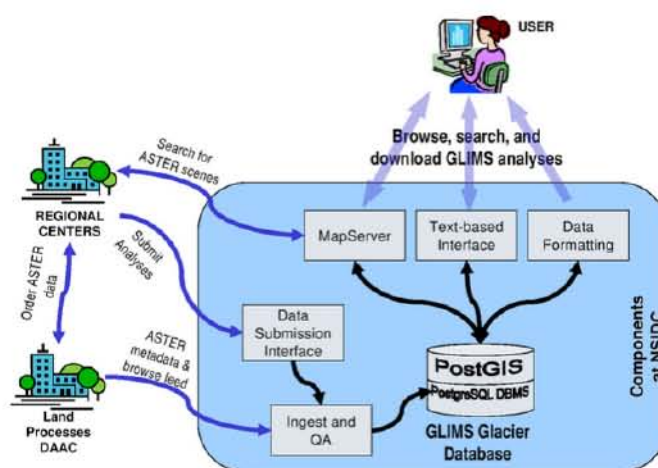 USER
Browse, search, and
download GLIMS analyses
Search for
ASTER scenes
REGIONAL
CENTERS
MapServer
Text-based
Interface
Data
Formatting
Submit
Analyses
Order ASTER
data
Data
Submission
Interface
Components
at NSIDC
ASTER
metadata &
browse feed
PostGIS
PostgreSQL DBMS
Land
Processes
DAAC
Ingest and
QA
GLIMS Glacier
Database